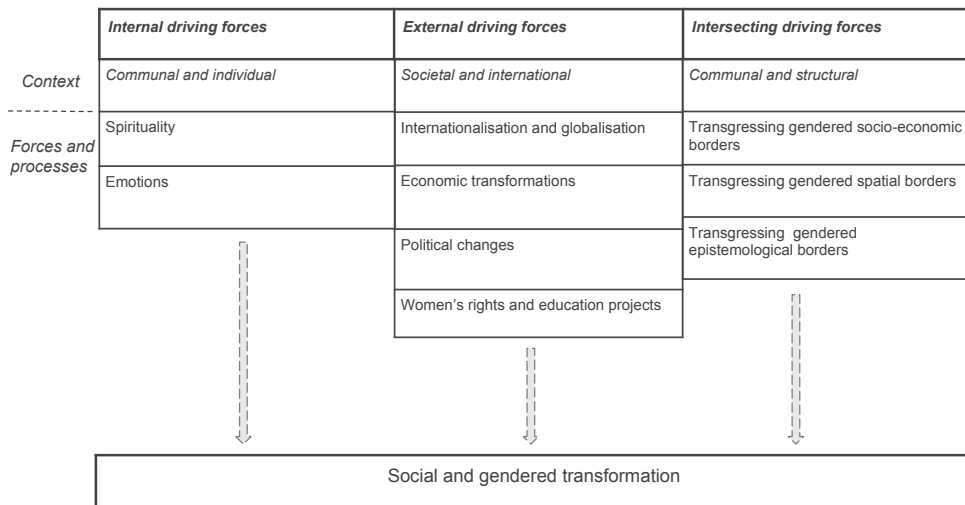 Internal driving forces
External driving forces
Intersecting driving forces
Context
Communal and individual
Societal and international
Communal and structural
Forces and
processes
Spirituality
Internationalisation and globalisation
Transgressing gendered socio-economic
borders
Emotions
Economic transformations
Transgressing gendered spatial borders
Political changes
Transgressing gendered
epistemological borders
Women's rights and education projects
Social and gendered transformation